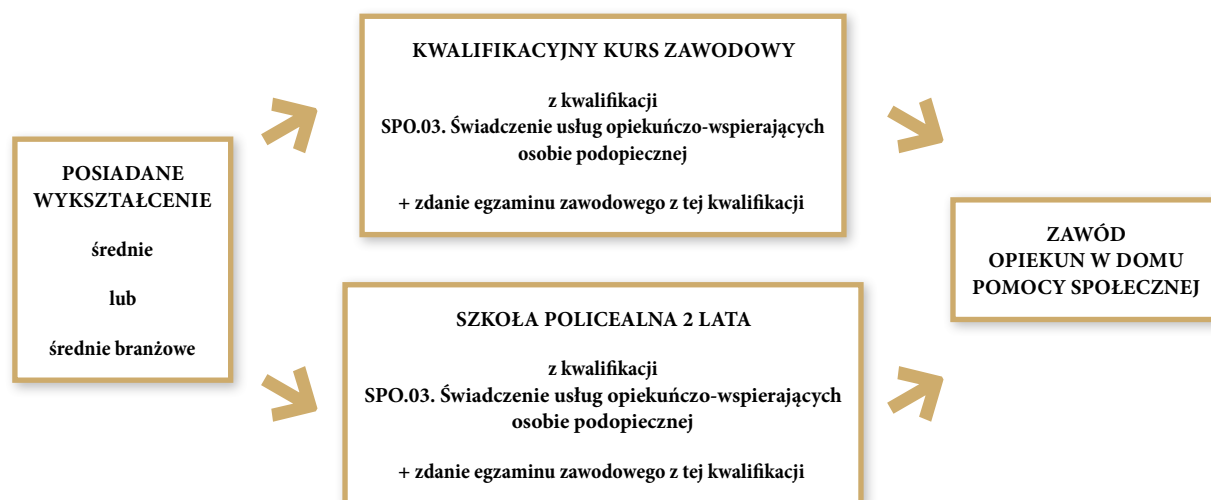 POSIADANE
WYKSZTAŁCENIE
średnie
lub
średnie branżowe
KWALIFIKACYJNY KURS ZAWODOWY
z kwalifikacji
SPO.03. Świadczenie usług opiekuńczo-wspierających
osobie podopiecznej
+ zdanie egzaminu zawodowego z tej kwalifikacji
SZKOŁA POLICEALNA 2 LATA
z kwalifikacji
SPO.03. Świadczenie usług opiekuńczo-wspierających
osobie podopiecznej
+ zdanie egzaminu zawodowego z tej kwalifikacji
ZAWÓD
OPIEKUN W DOMU
POMOCY SPOŁECZNEJ